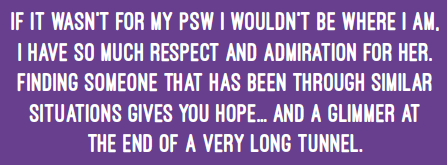 IF IT WASN'T FOR MY PSW I WOULDN'T BE WHERE I AM,
I HAVE SO MUCH RESPECT AND ADMIRATION FOR HER.
FINDING SOMEONE THAT HAS BEEN THROUGH SIMILAR
SITUATIONS GIVES YOU HOPE... AND A GLIMMER AT
THE END OF A VERY LONG TUNNEL.